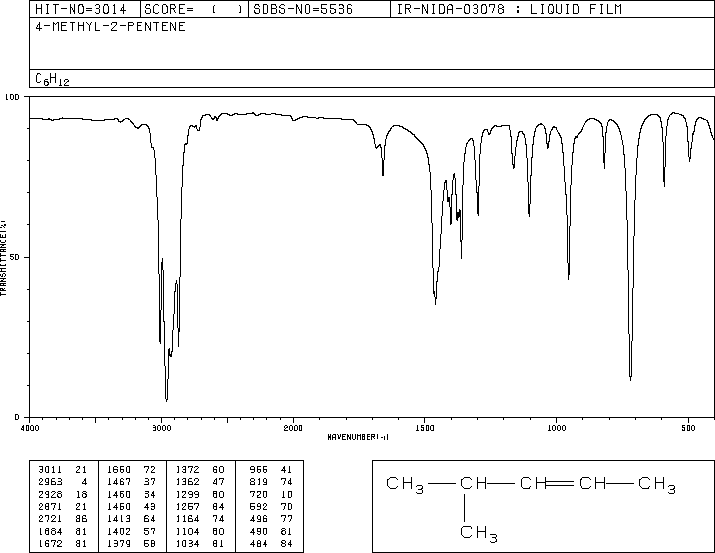 HIT-NO=3014 SCORE= ( ) SDBS-NO=5536 IR-NIDA-03078 : LIQUID FILM
4-METHYL-2-PENTENE
C6H12
100
50
0
TRANSMITTANCE(%)
4000 3000 2000 1500 1000 500
WAVENUMBER(-1)
3011 21 1660 72 1372 60 966 41
2963 4 1467 37 1362 47 819 74
2928 18 1460 34 1299 60 720 10
2871 21 1450 49 1257 84 592 70
2721 86 1413 64 1164 74 496 77
1684 81 1402 57 1104 60 490 81
1672 81 1379 58 1034 81 484 84
CH3 CH CH CH CH3
CH3